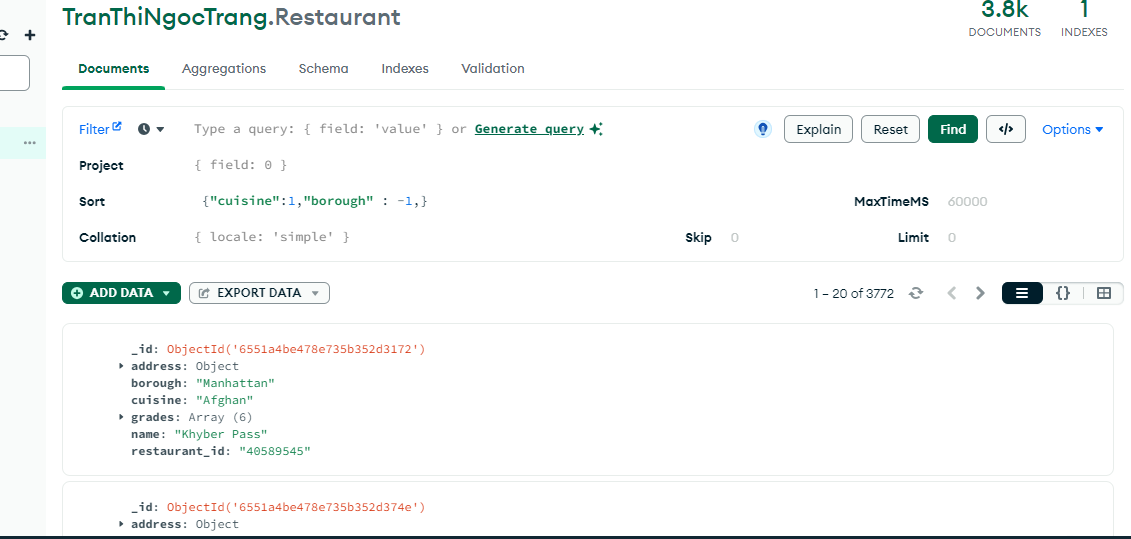 TranThiNgocTrang.Restaurant
3.8k
DOCUMENTS
1
INDEXES
Documents Aggregations Schema Indexes Validation
Filter Type a query: { field: 'value' } or Generate query Explain Reset Find </> Options
Project { field: 0 }
Sort {"cuisine":1,"borough" : -1,} MaxTimeMS 60000
Collation { locale: 'simple' } Skip 0 Limit 0
ADD DATA EXPORT DATA 1 – 20 of 3772 {}
_id: ObjectId('6551a4be478e735b352d3172')
address: Object
borough: "Manhattan"
cuisine: "Afghan"
grades: Array (6)
name: "Khyber Pass"
restaurant_id: "40589545"
_id: ObjectId('6551a4be478e735b352d374e')
address: Object